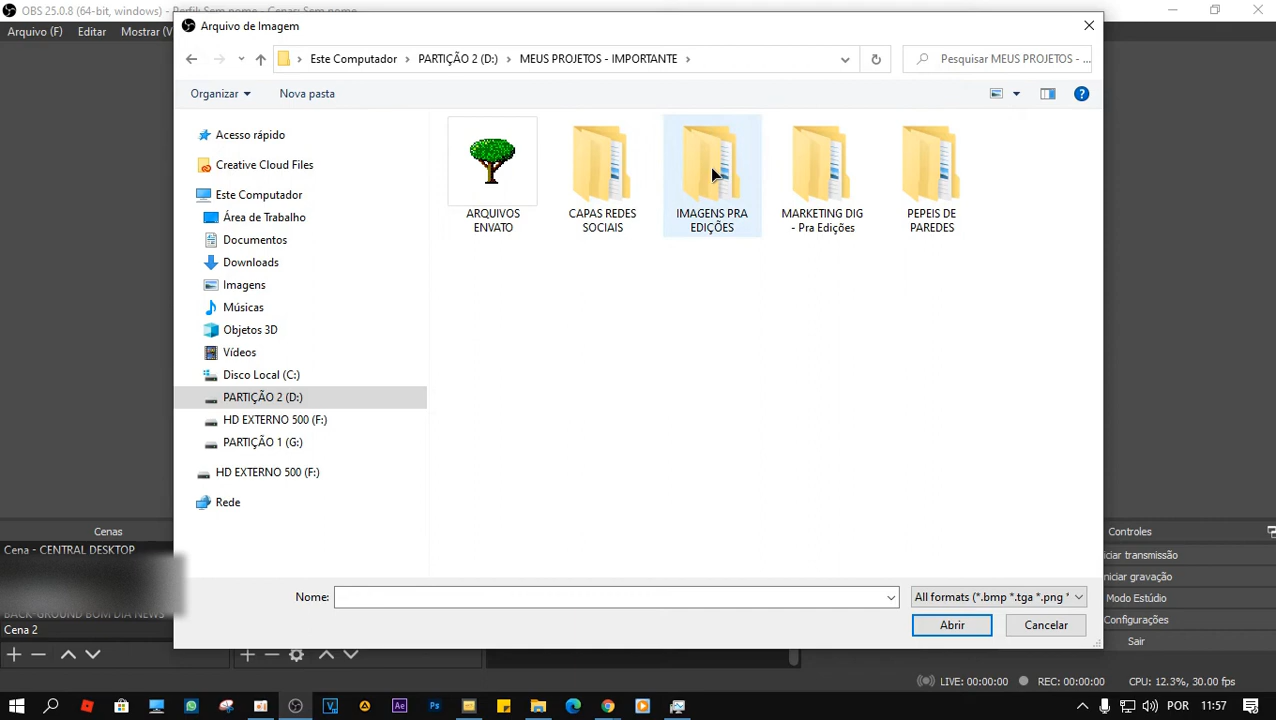 OBS 25.0.8 (64-bit, windows) - Perfil: Sem nome - Cenas: Sem nome
Arquivo de Imagem
Arquivo (F) Editar Mostrar (V
Este Computador PARTIÇÃO 2 (D:) MEUS PROJETOS - IMPORTANTE
Pesquisar MEUS PROJETOS - ...
Organizar Nova pasta
Acesso rápido
Creative Cloud Files
Este Computador
Área de Trabalho
Documentos
Downloads
Imagens
Músicas
Objetos 3D
Vídeos
Disco Local (C:)
PARTIÇÃO 2 (D:)
HD EXTERNO 500 (F:)
PARTIÇÃO 1 (G:)
HD EXTERNO 500 (F:)
Rede
ARQUIVOS
ENVATO
CAPAS REDES
SOCIAIS
IMAGENS PRA
EDIÇÕES
MARKETING DIG
- Pra Edições
PEPEIS DE
PAREDES
Nome:
All formats (*.bmp *.tga *.png *
Abrir Cancelar
Cenas
Cena - CENTRAL DESKTOP
BACK-GROUND BOM DIA NEWS
Cena 2
Controles
iciar transmissão
niciar gravação
Modo Estúdio
Configurações
Sair
LIVE: 00:00:00 REC: 00:00:00 CPU: 12.3%, 30.00 fps
POR 11:57